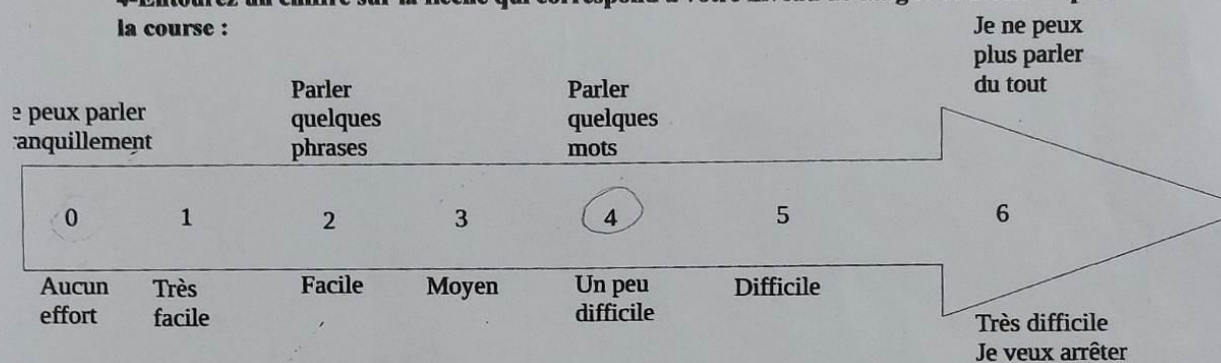 la course :
Je ne peux
plus parler
du tout
Parler
quelques
phrases
Parler
quelques
mots
e peux parler
ranquillement
0 1 2 3 4 5 6
Aucun
effort
Très
facile
Facile
Moyen
Un peu
difficile
Difficile
Très difficile
Je veux arrêter